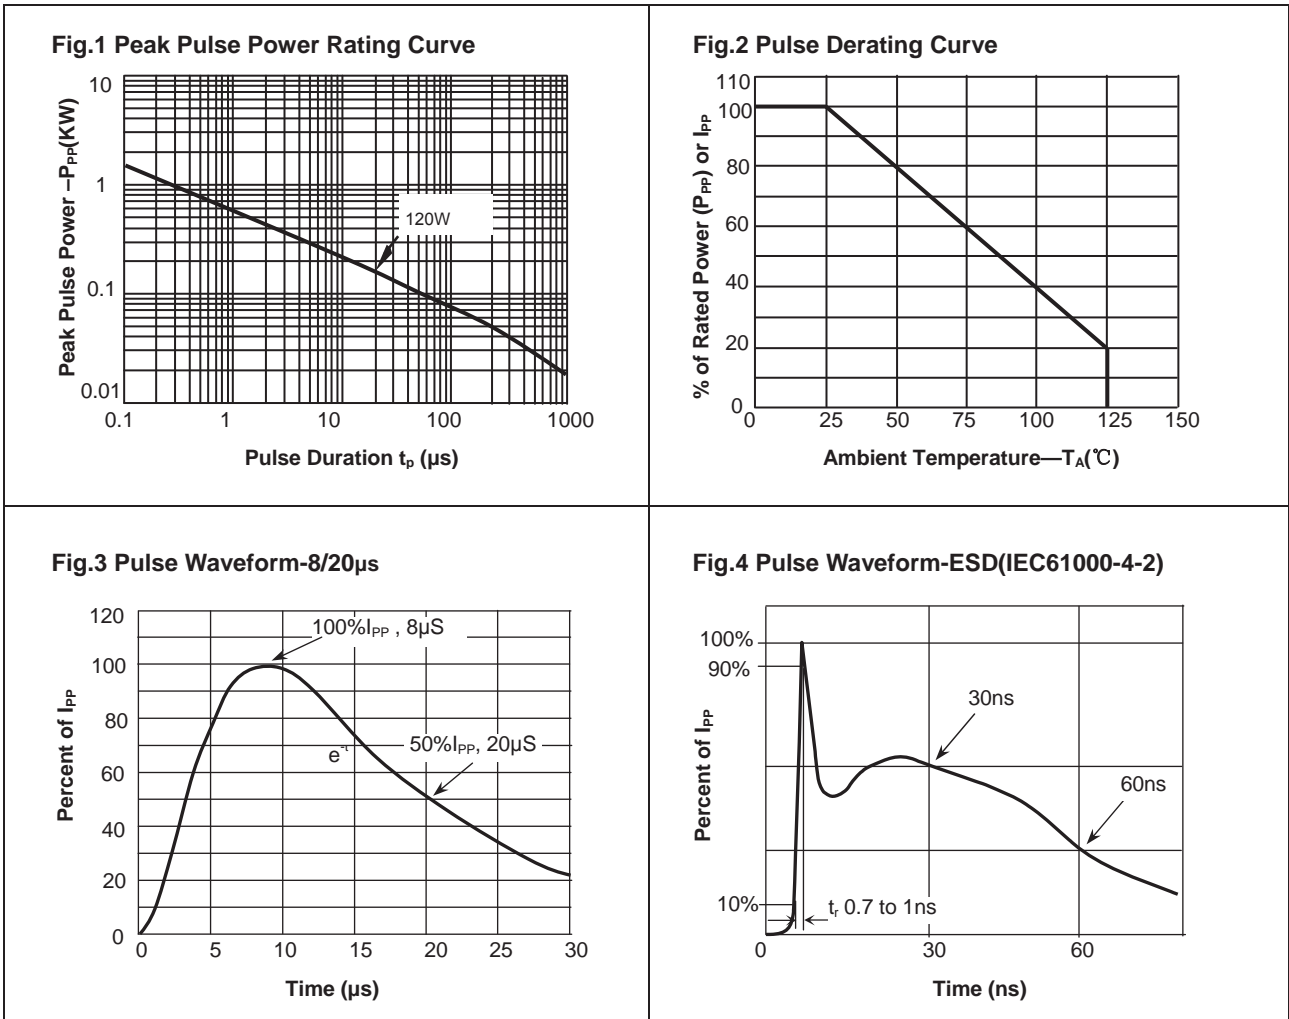 Fig.1 Peak Pulse Power Rating Curve
Peak Pulse Power –PPP(KW)
10
1
0.1
0.01
120W
0.1 1 10 100 1000
Pulse Duration tp (µs)
Fig.2 Pulse Derating Curve
% of Rated Power (PPP) or IPP
110
100
80
60
40
20
0
0 25 50 75 100 125 150
Ambient Temperature—TA(℃)
Fig.3 Pulse Waveform-8/20µs
Percent of IPP
120
100
80
60
40
20
0
100%IPP , 8µS
e-t
50%IPP, 20µS
0 5 10 15 20 25 30
Time (µs)
Fig.4 Pulse Waveform-ESD(IEC61000-4-2)
Percent of IPP
100%
90%
10%
30ns
60ns
tr 0.7 to 1ns
0 30 60
Time (ns)